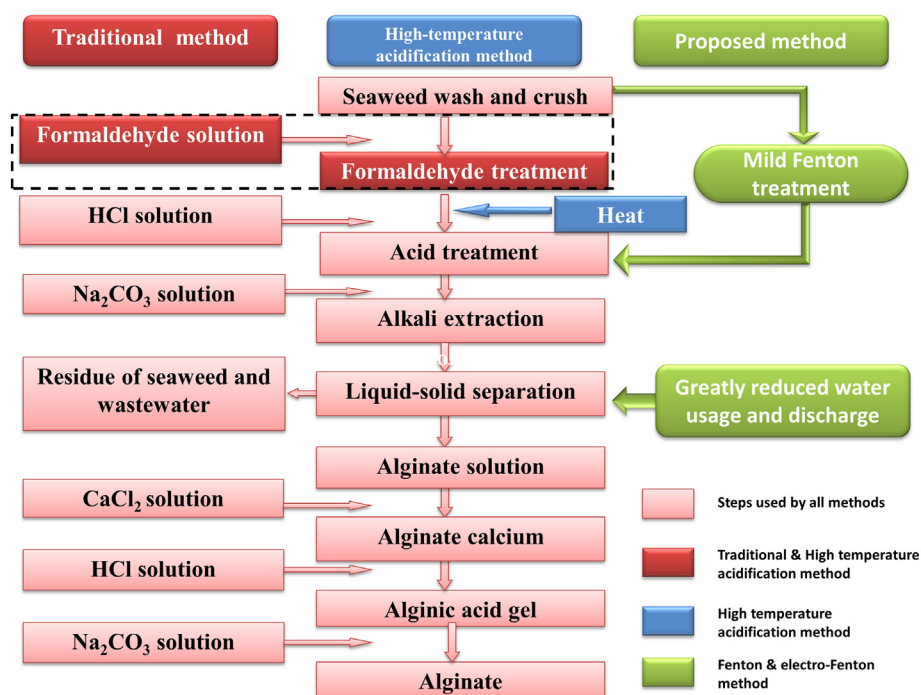 Traditional method
High-temperature
acidification method
Proposed method
Seaweed wash and crush
Formaldehyde solution
Formaldehyde treatment
Mild Fenton
treatment
HCl solution
Heat
Acid treatment
Na₂CO₃ solution
Alkali extraction
Residue of seaweed and
wastewater
Liquid-solid separation
Greatly reduced water
usage and discharge
Alginate solution
CaCl₂ solution
Alginate calcium
HCl solution
Alginic acid gel
Na₂CO₃ solution
Alginate
Steps used by all methods
Traditional & High temperature
acidification method
High temperature
acidification method
Fenton & electro-Fenton
method